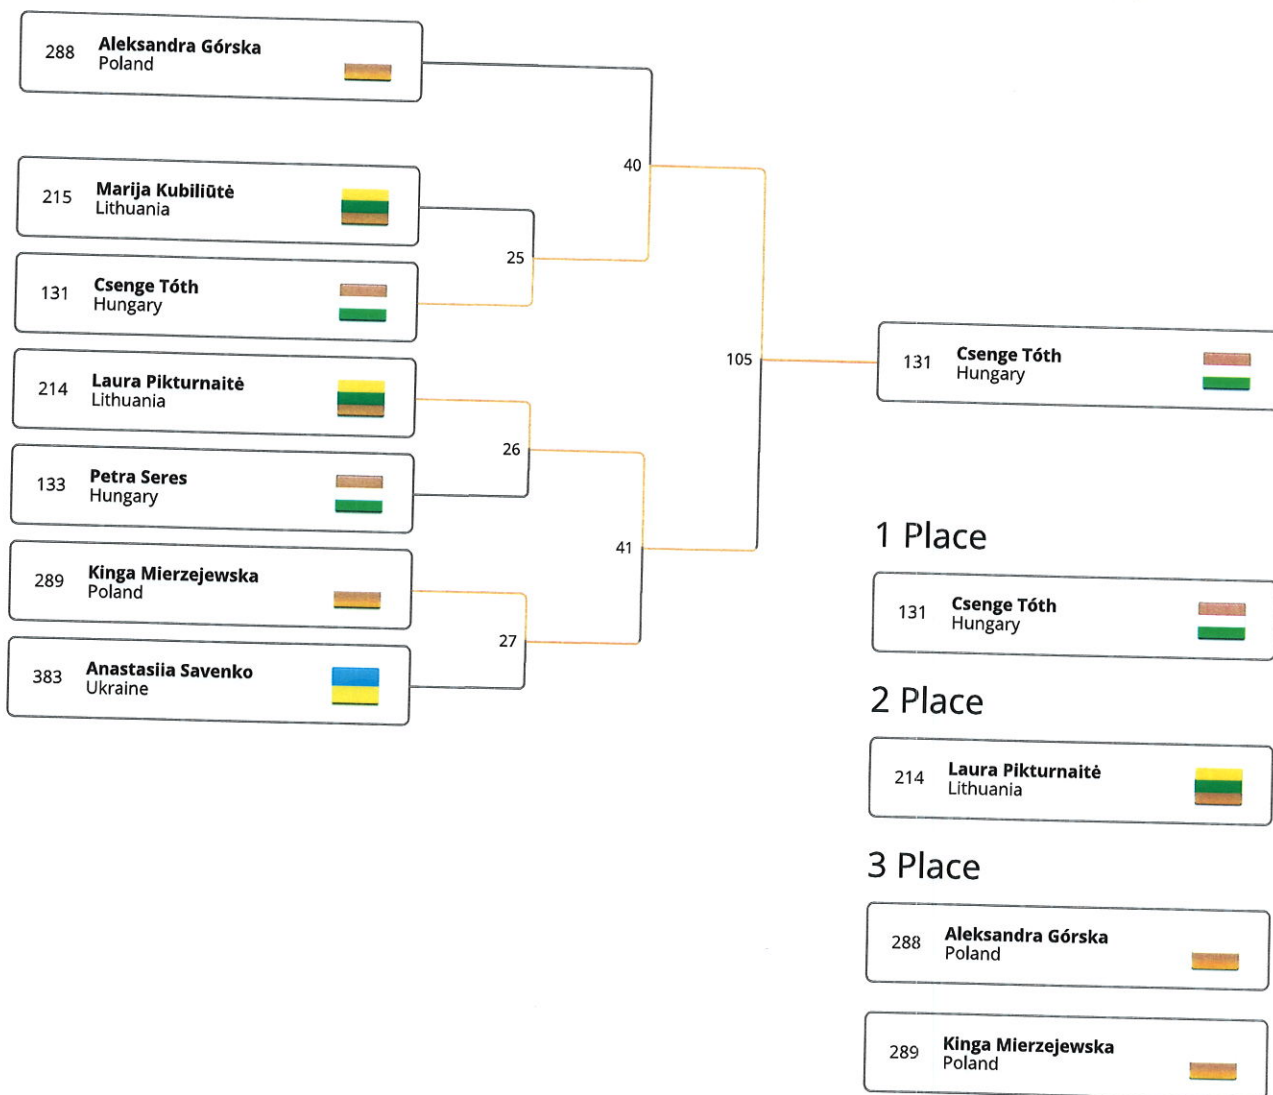 288 Aleksandra Górska
Poland
40
215 Marija Kubiliūtė
Lithuania
25
131 Csenge Tóth
Hungary
214 Laura Pikturnaitė
Lithuania
26
133 Petra Seres
Hungary
41
289 Kinga Mierzejewska
Poland
27
383 Anastasiia Savenko
Ukraine
105
131 Csenge Tóth
Hungary
1 Place
131 Csenge Tóth
Hungary
2 Place
214 Laura Pikturnaitė
Lithuania
3 Place
288 Aleksandra Górska
Poland
289 Kinga Mierzejewska
Poland